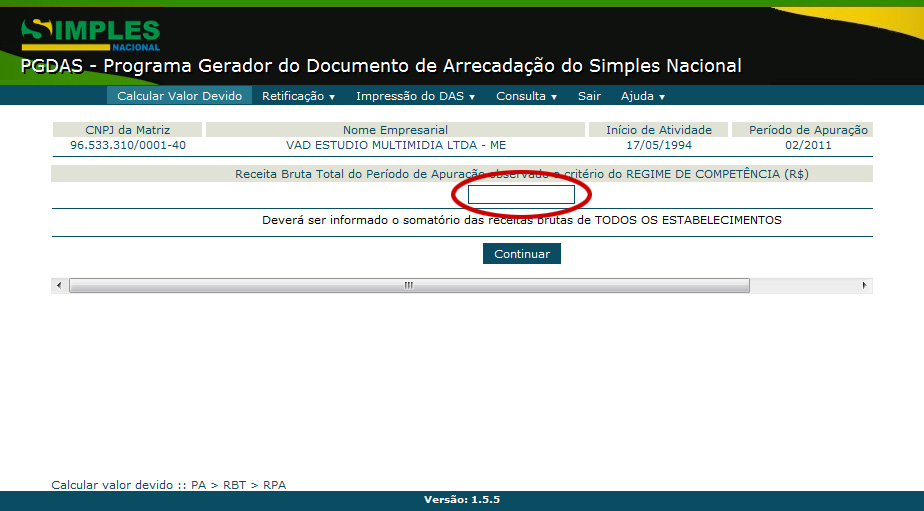 SIMPLES
NACIONAL
PGDAS - Programa Gerador do Documento de Arrecadação do Simples Nacional
Calcular Valor Devido Retificação Impressão do DAS Consulta Sair Ajuda
CNPJ da Matriz Nome Empresarial Início de Atividade Período de Apuração
96.533.310/0001-40 VAD ESTUDIO MULTIMIDIA LTDA - ME 17/05/1994 02/2011
Receita Bruta Total do Período de Apuração observado o critério do REGIME DE COMPETÊNCIA (R$)
Deverá ser informado o somatório das receitas brutas de TODOS OS ESTABELECIMENTOS
Continuar
Calcular valor devido :: PA > RBT > RPA
Versão: 1.5.5